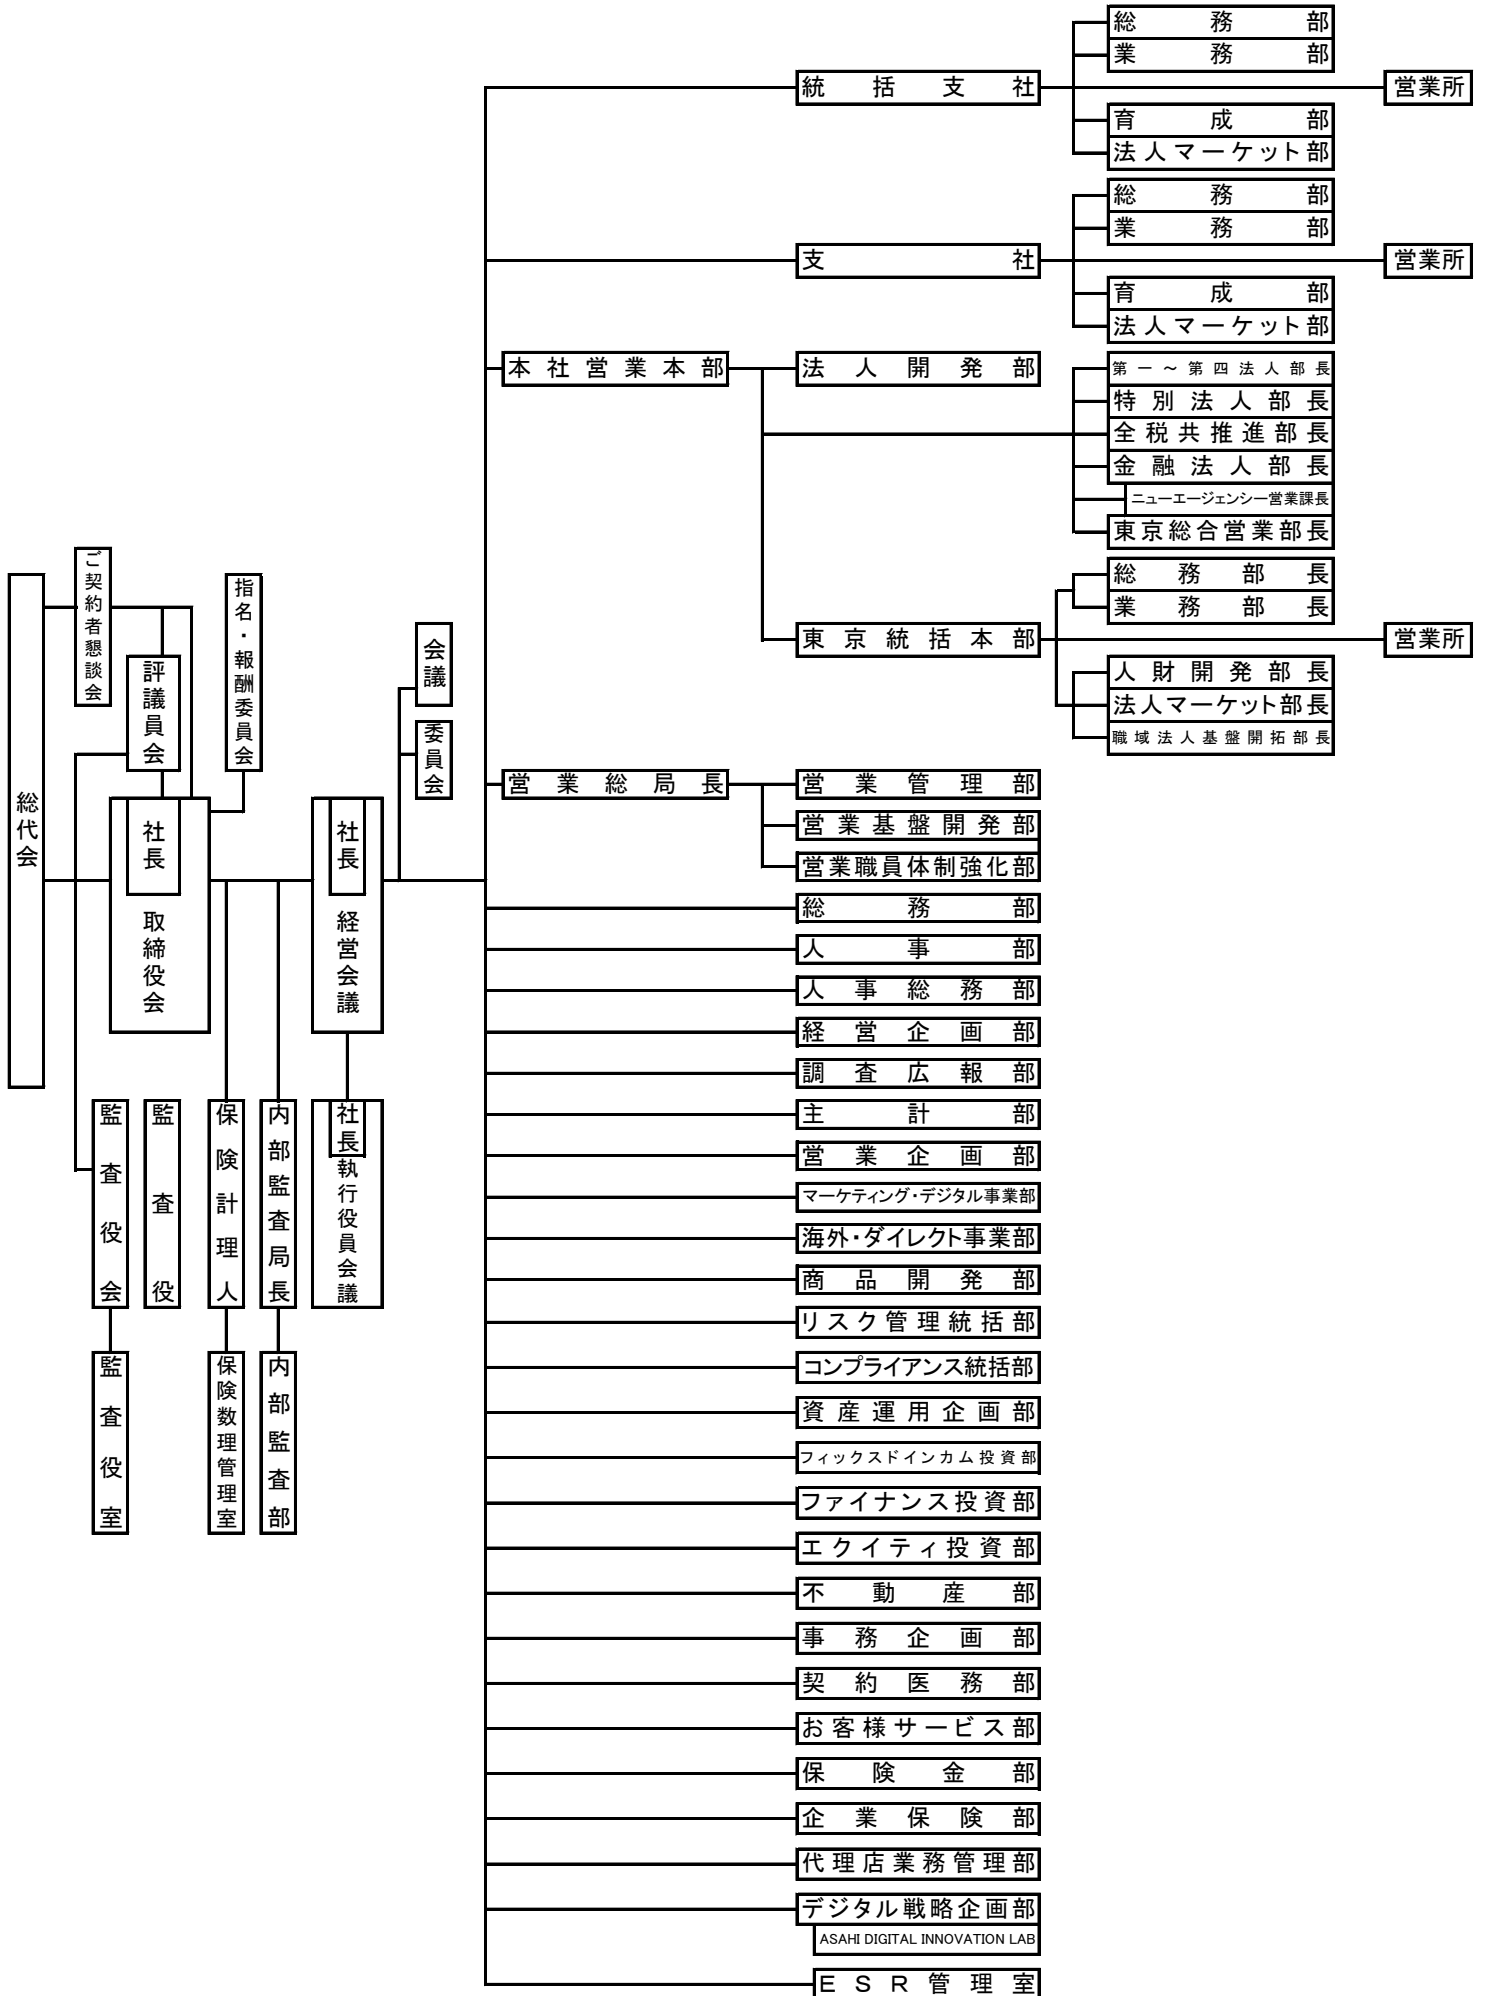 総代会
ご契約者懇談会
評議員会
指名・報酬委員会
社長
取締役会
監査役会
監査役
保険計理人
内部監査局長
監査役室
保険数理管理室
内部監査部
社長
経営会議
社長
執行役員会議
会議
委員会
統括支社
総務部
業務部
営業所
育成部
法人マーケット部
支社
総務部
業務部
営業所
育成部
法人マーケット部
本社営業本部
法人開発部
第一～第四法人部長
特別法人部長
全税共推進部長
金融法人部長
ニューエージェンシー営業課長
東京総合営業部長
東京統括本部
総務部長
業務部長
営業所
人財開発部長
法人マーケット部長
職域法人基盤開拓部長
営業総局長
営業管理部
営業基盤開発部
営業職員体制強化部
総務部
人事部
人事総務部
経営企画部
調査広報部
主計部
営業企画部
マーケティング・デジタル事業部
海外・ダイレクト事業部
商品開発部
リスク管理統括部
コンプライアンス統括部
資産運用企画部
フィックスドインカム投資部
ファイナンス投資部
エクイティ投資部
不動産部
事務企画部
契約医務部
お客様サービス部
保険金部
企業保険部
代理店業務管理部
デジタル戦略企画部
ASAHI DIGITAL INNOVATION LAB
ESR管理室